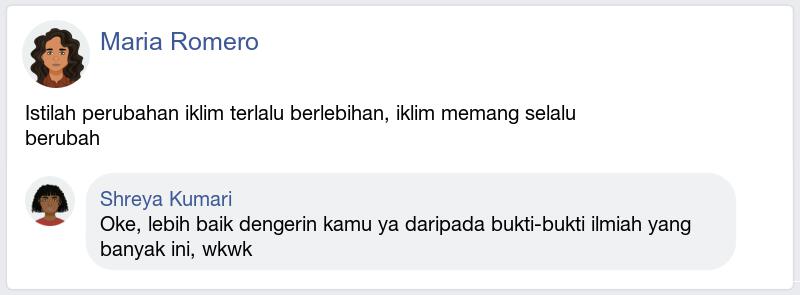 Maria Romero
Istilah perubahan iklim terlalu berlebihan, iklim memang selalu
berubah
Shreya Kumari
Oke, lebih baik dengerin kamu ya daripada bukti-bukti ilmiah yang
banyak ini, wkwk